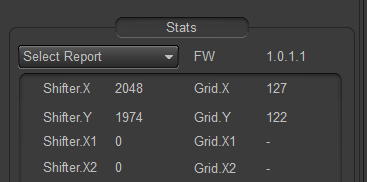 Stats
Select Report FW 1.0.1.1
Shifter.X 2048 Grid.X 127
Shifter.Y 1974 Grid.Y 122
Shifter.X1 0 Grid.X1 -
Shifter.X2 0 Grid.X2 -